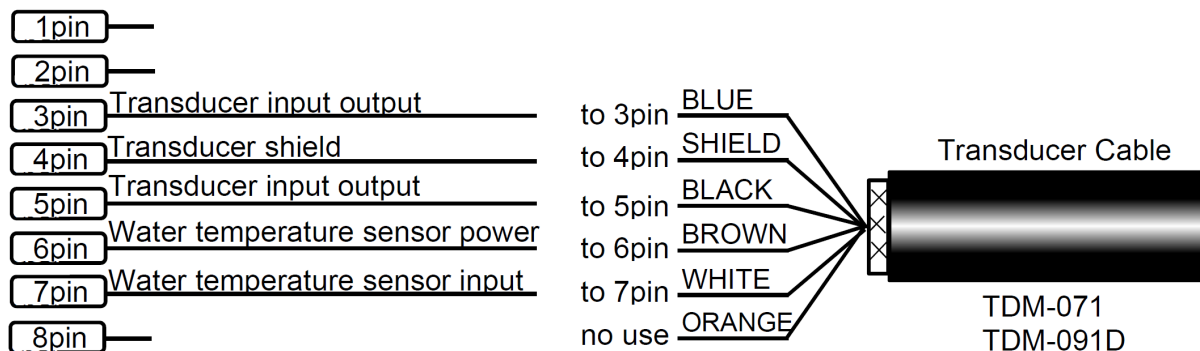 1pin
2pin
3pin Transducer input output
4pin Transducer shield
5pin Transducer input output
6pin Water temperature sensor power
7pin Water temperature sensor input
8pin
to 3pin BLUE
to 4pin SHIELD
to 5pin BLACK
to 6pin BROWN
to 7pin WHITE
no use ORANGE
Transducer Cable
TDM-071
TDM-091D